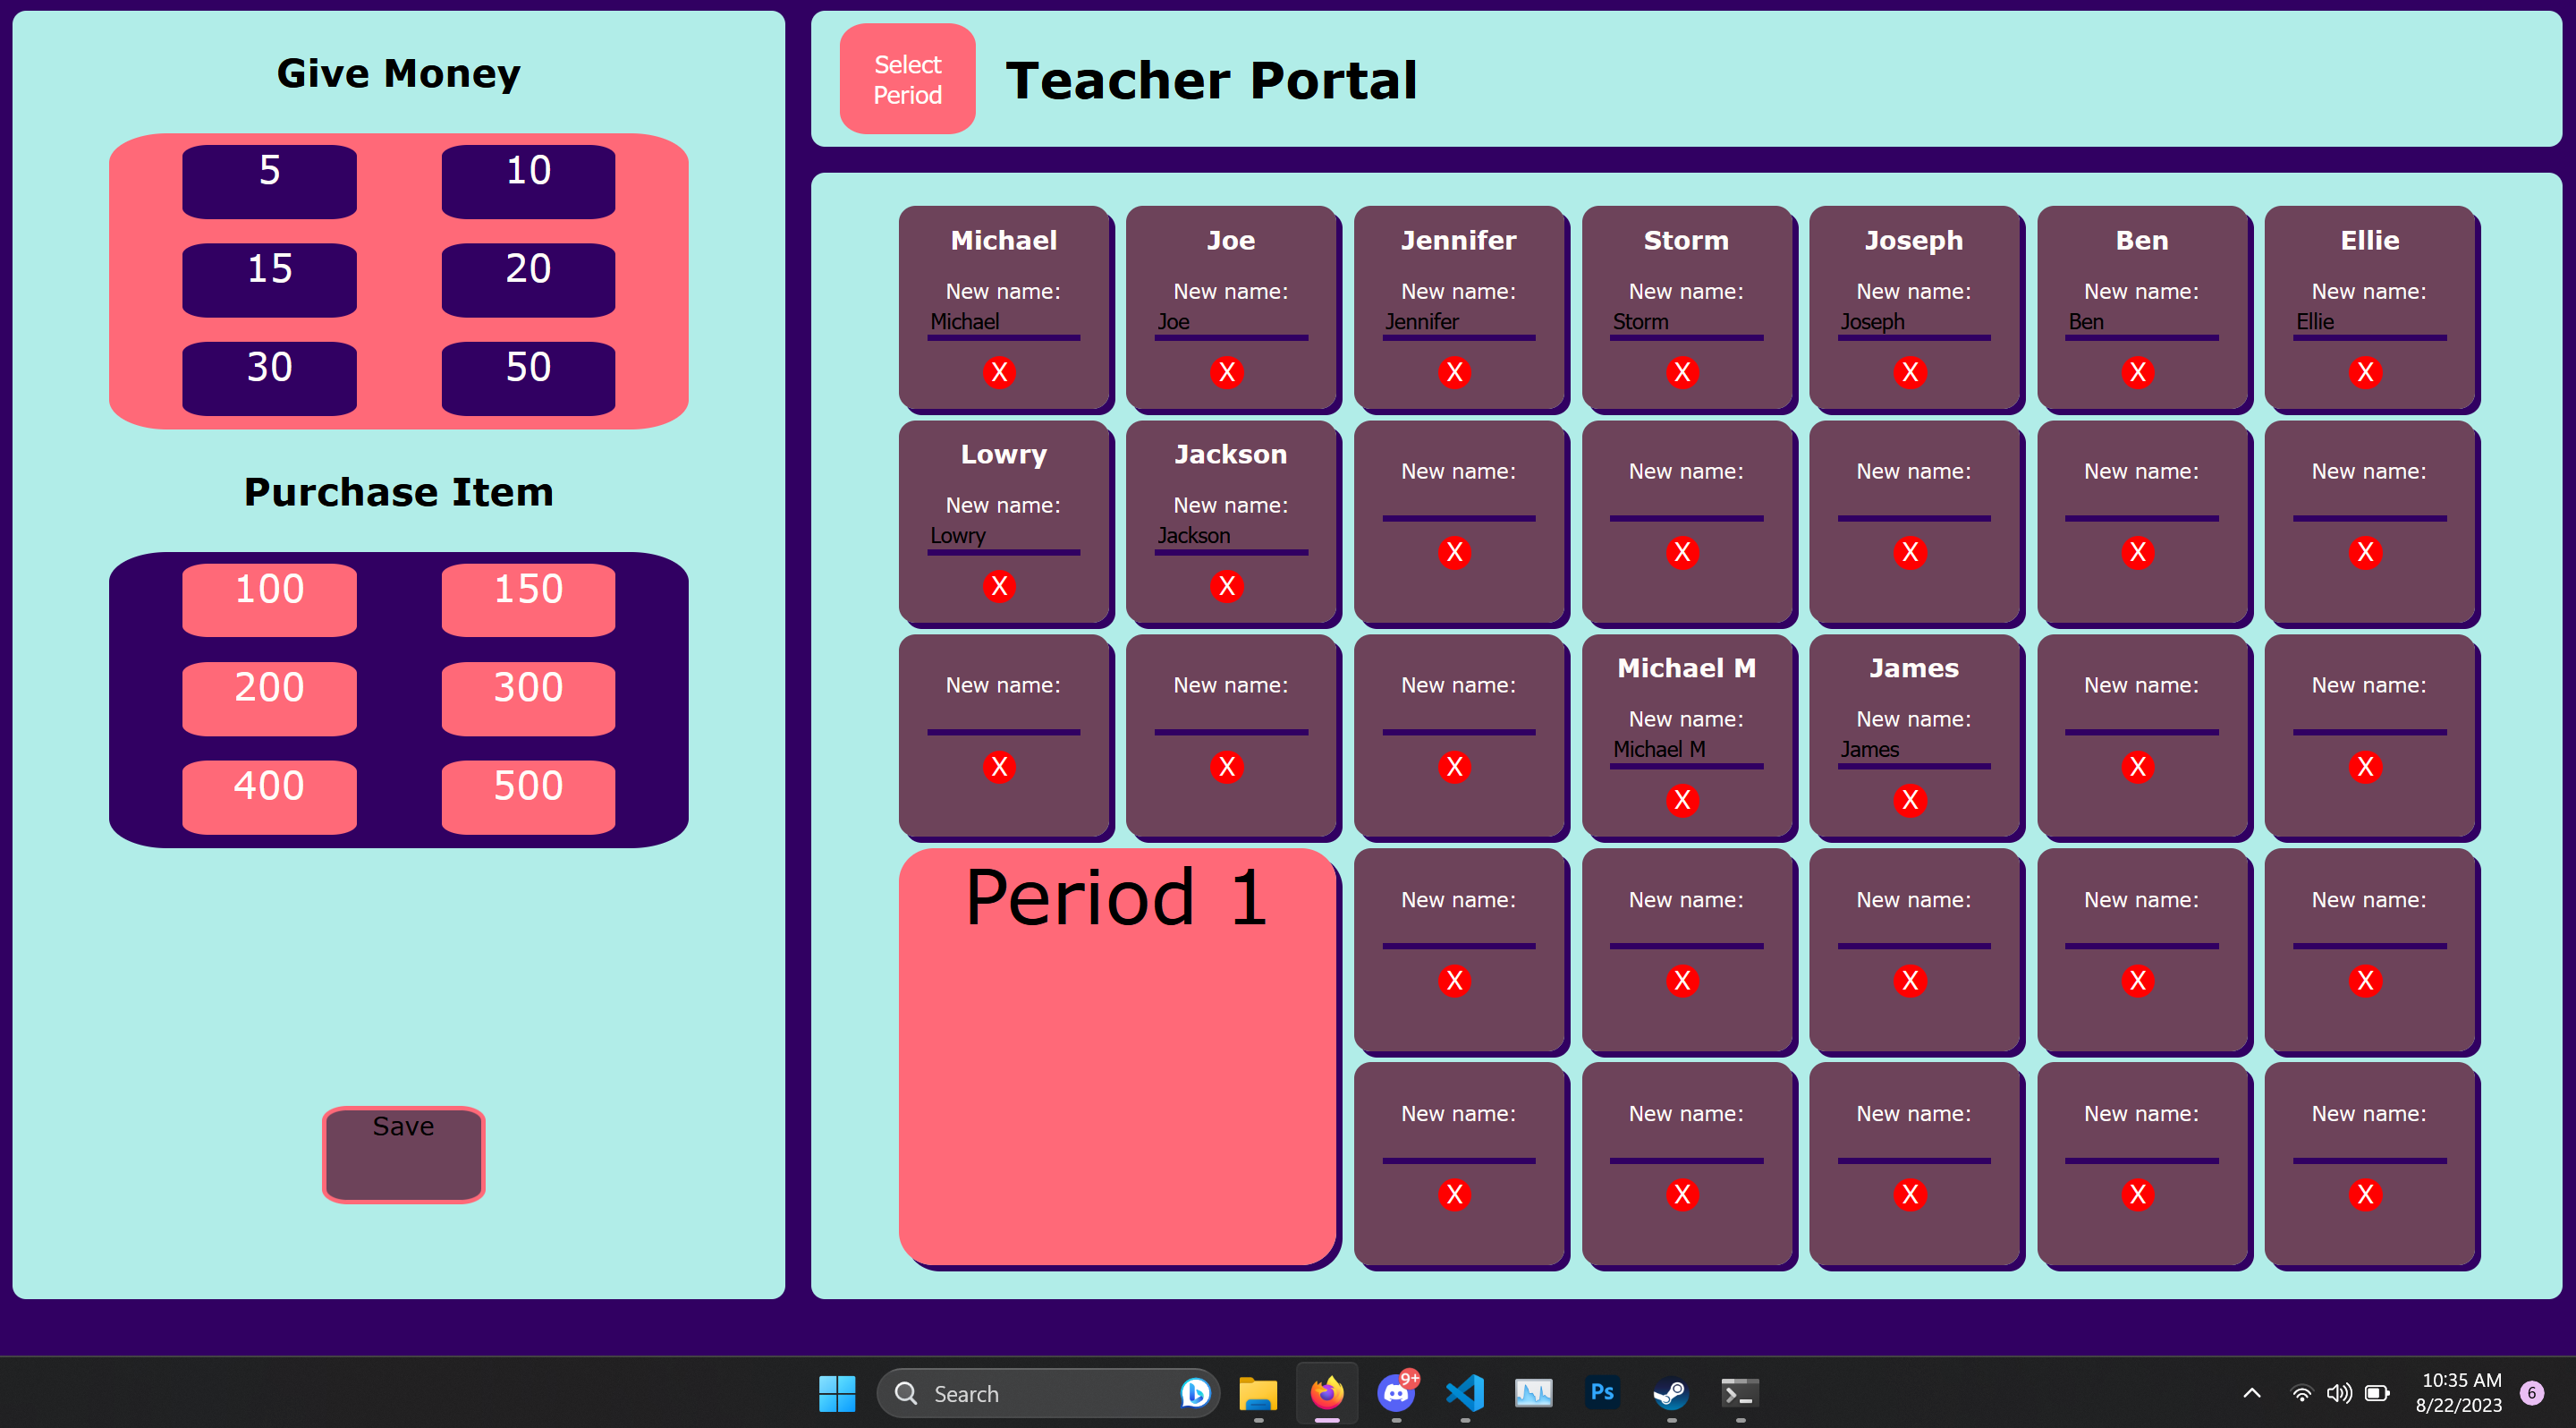 Give Money
5
10
15
20
30
50
Purchase Item
100
150
200
300
400
500
Save
Select
Period
Teacher Portal
Michael
New name:
Michael
X
Joe
New name:
Joe
X
Jennifer
New name:
Jennifer
X
Storm
New name:
Storm
X
Joseph
New name:
Joseph
X
Ben
New name:
Ben
X
Ellie
New name:
Ellie
X
Lowry
New name:
Lowry
X
Jackson
New name:
Jackson
X
New name:
X
New name:
X
New name:
X
New name:
X
New name:
X
New name:
X
New name:
X
New name:
X
Michael M
New name:
Michael M
X
James
New name:
James
X
New name:
X
New name:
X
Period 1
New name:
X
New name:
X
New name:
X
New name:
X
New name:
X
New name:
X
New name:
X
New name:
X
New name:
X
New name:
X
Search
9+
Ps
10:35 AM
8/22/2023
6